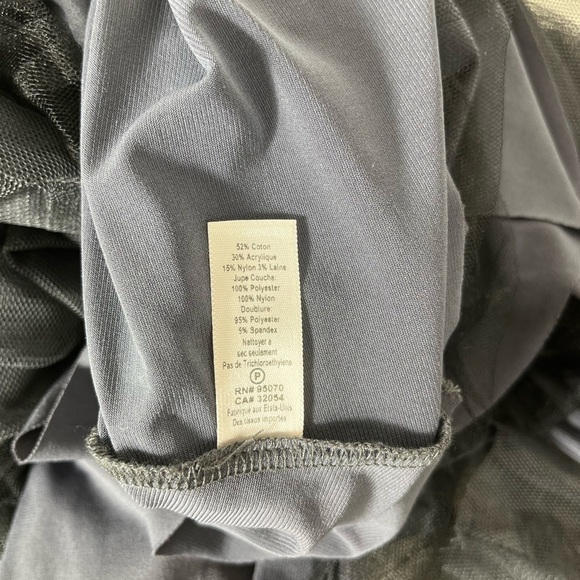 52% Coton
30% Acrylique
15% Nylon 3% Laine
Jupe Couche:
100% Polyester
100% Nylon
Doublure:
95% Polyester
5% Spandex
Nettoyer a
sec seulement
Pas de Trichloroethylene
P
RN# 95070
CA# 32054
Fabriqué aux États-Unis
Des tissus importés